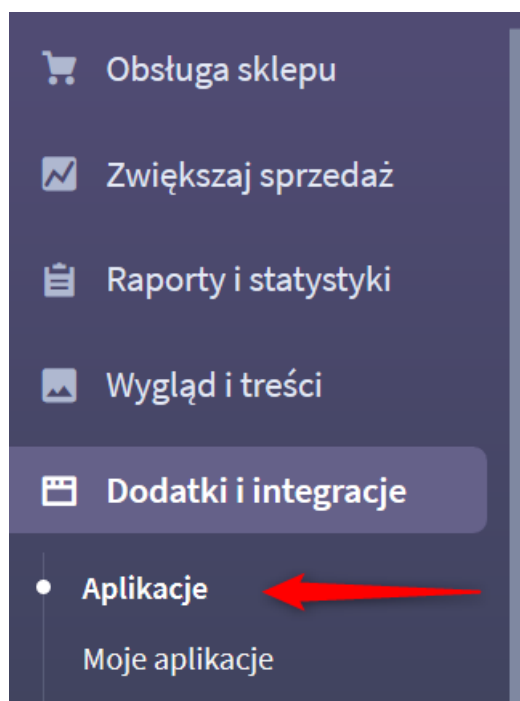 Obsługa sklepu
Zwiększaj sprzedaż
Raporty i statystyki
Wygląd i treści
Dodatki i integracje
Aplikacje
Moje aplikacje